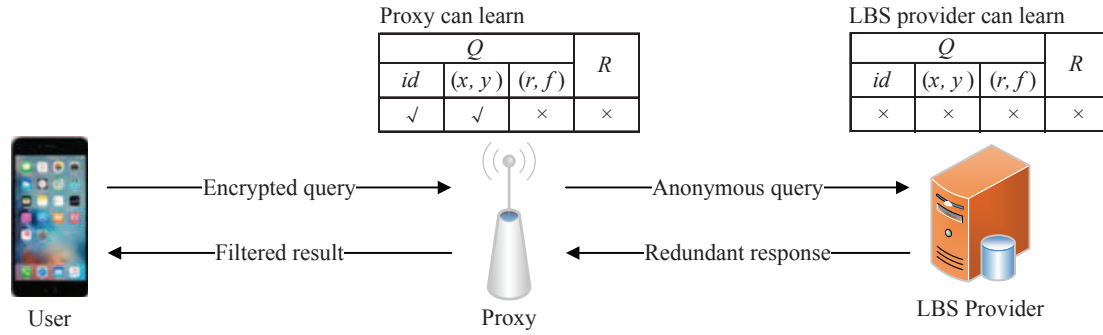 Proxy can learn
Q
R
id
(x, y)
(r, f)
√
√
×
×
LBS provider can learn
Q
R
id
(x, y)
(r, f)
×
×
×
×
Encrypted query
Anonymous query
Filtered result
Redundant response
User
Proxy
LBS Provider